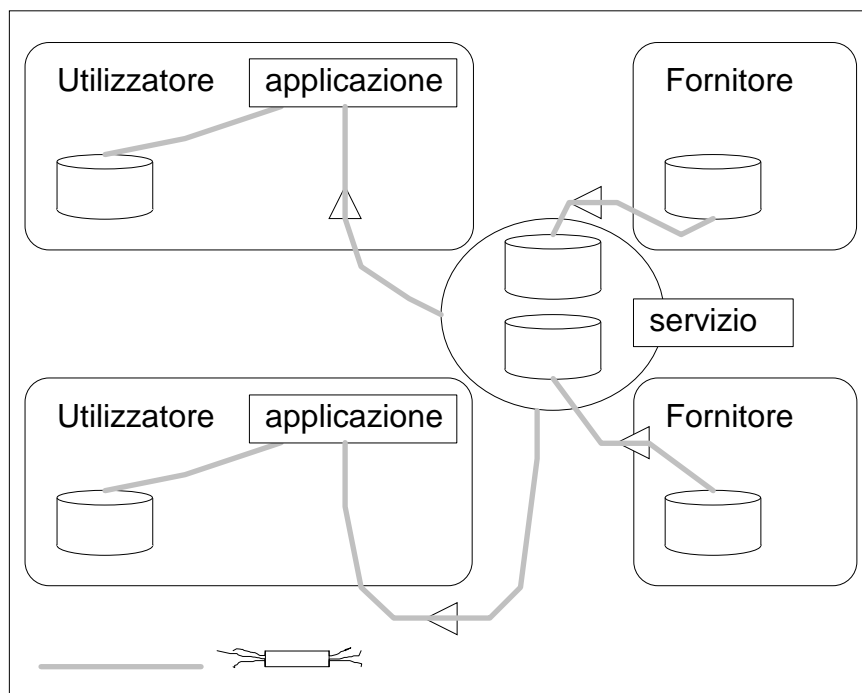 Utilizzatore
applicazione
Fornitore
servizio
Utilizzatore
applicazione
Fornitore